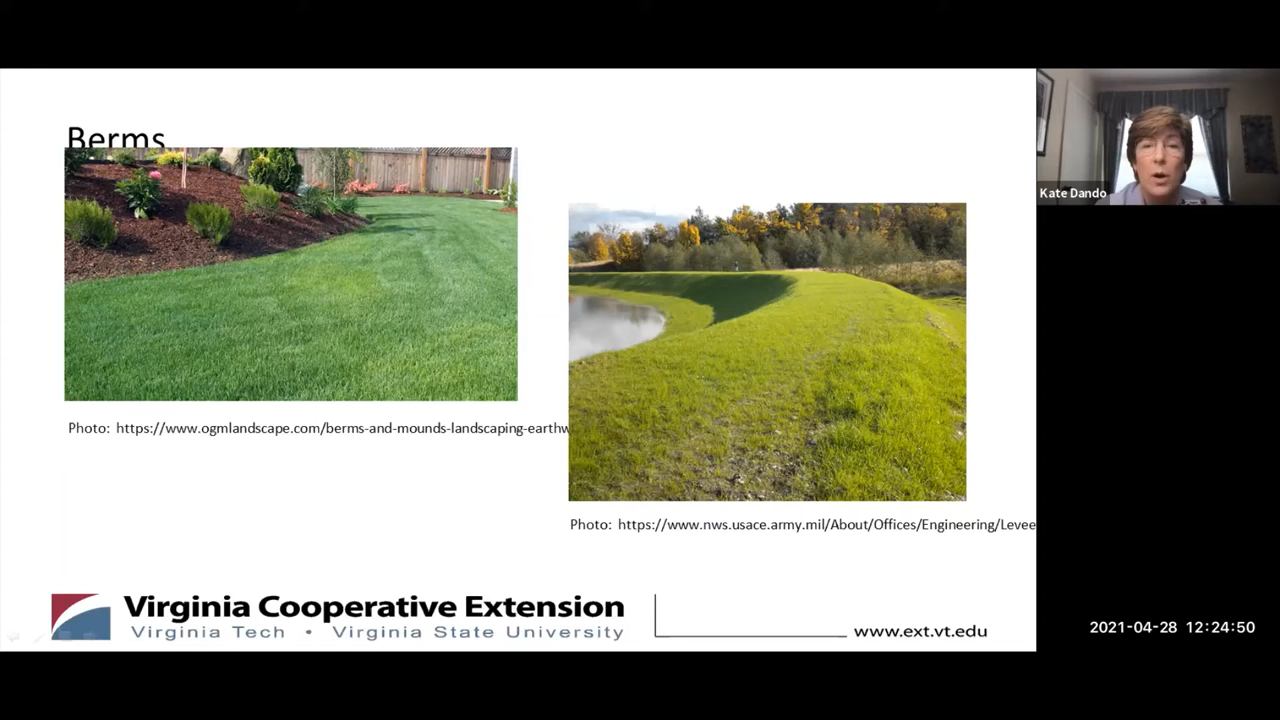 Berms
Kate Dando
Photo: https://www.ogmlandscape.com/berms-and-mounds-landscaping-earthw
Photo: https://www.nws.usace.army.mil/About/Offices/Engineering/Levee
Virginia Cooperative Extension
Virginia Tech • Virginia State University
www.ext.vt.edu
2021-04-28 12:24:50